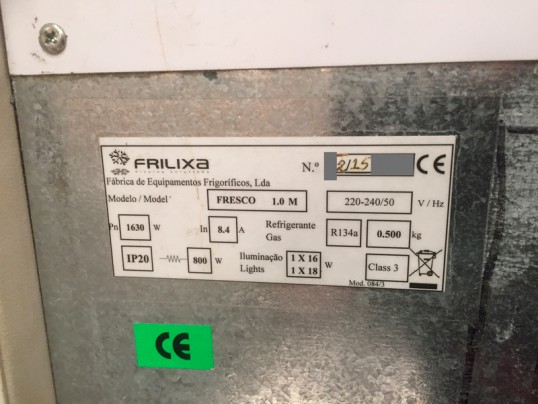 FRILIXa
N.º 2/15 CE
Fábrica de Equipamentos Frigoríficos, Lda
Modelo / Model FRESCO 1.0 M 220-240/50 V / Hz
Pn 1630 W In 8.4 A Refrigerante Gas R134a 0.500 kg
IP20 800 W Iluminação Lights 1 X 16 1 X 18 W Class 3
Mod. 084/3
CE